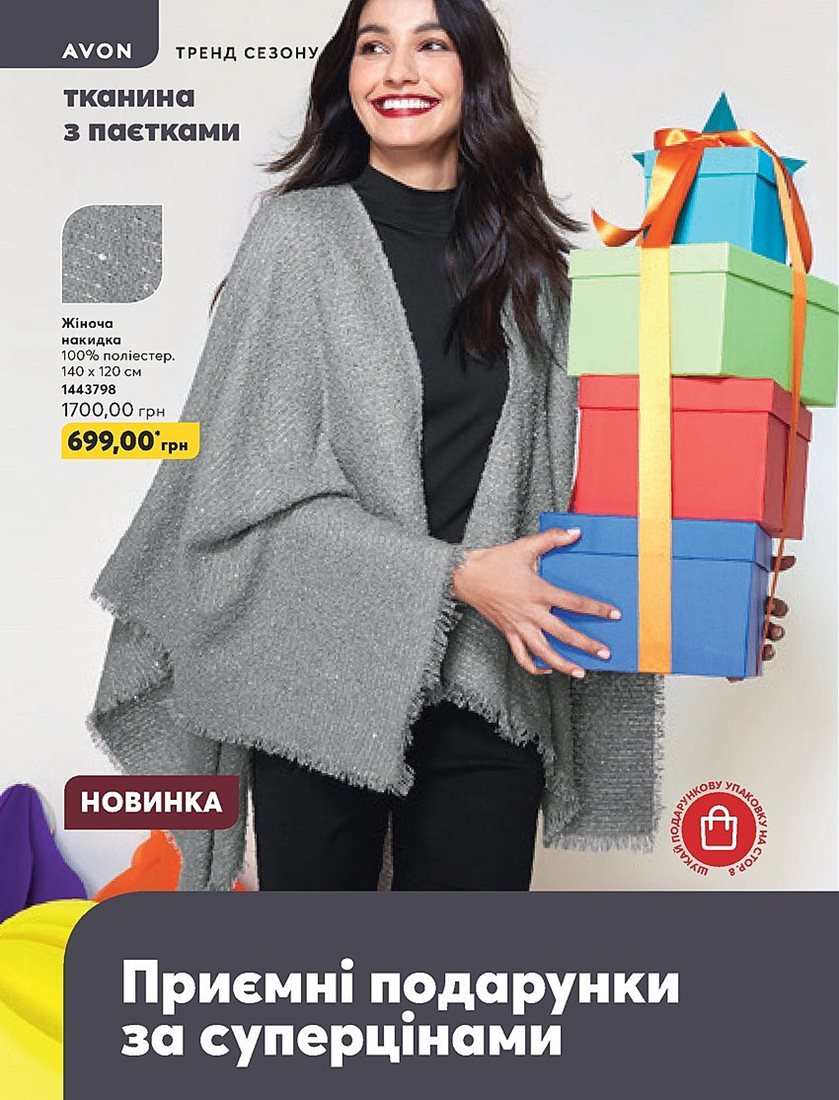 AVON
ТРЕНД СЕЗОНУ
тканина
з паєтками
Жіноча
накидка
100% поліестер.
140 х 120 см
1443798
1700,00 грн
699,00* грн
НОВИНКА
ШУКАЙ ПОДАРУНКОВУ УПАКОВКУ НА СТОР. 8
Приємні подарунки
за суперцінами